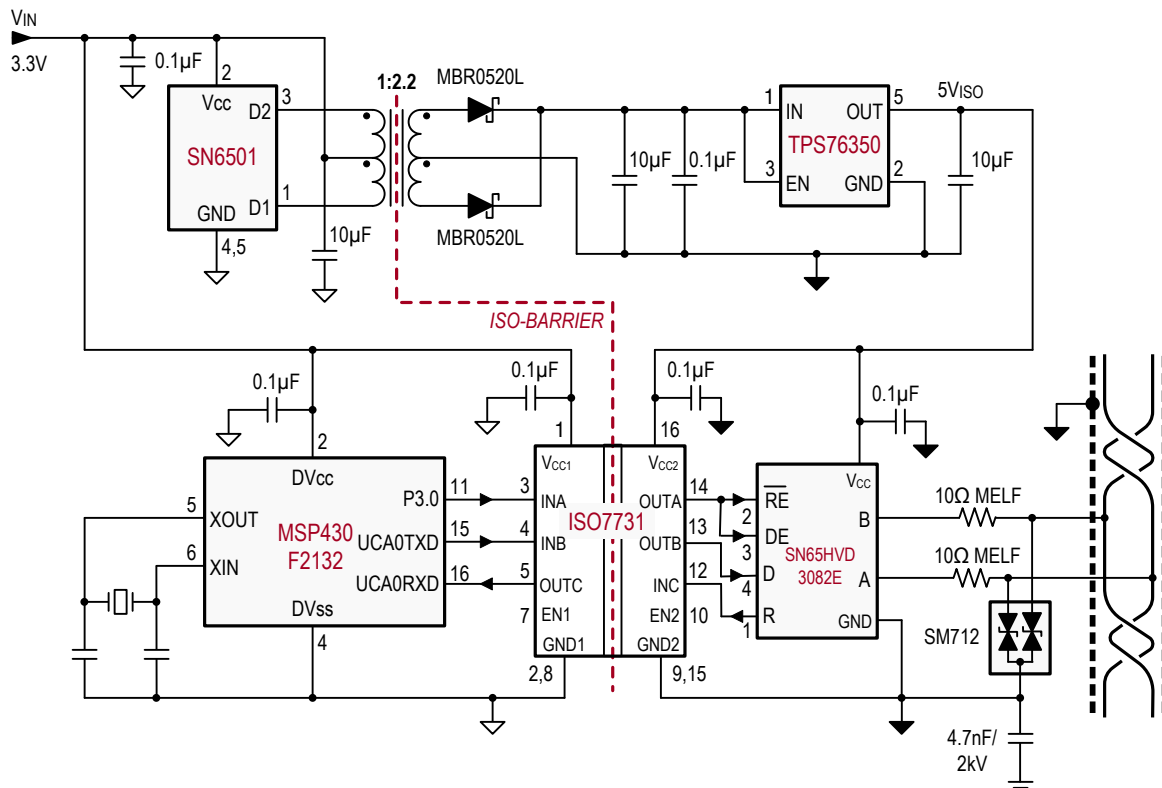 VIN
3.3V
0.1µF
2
Vcc
D2
3
SN6501
D1
1
GND
4,5
10µF
1:2.2
MBR0520L
MBR0520L
10µF
0.1µF
1
IN
OUT
5
TPS76350
3
EN
GND
2
5VISO
10µF
ISO-BARRIER
0.1µF
2
DVcc
5
XOUT
6
XIN
MSP430
F2132
P3.0
11
UCA0TXD
15
UCA0RXD
16
DVss
4
0.1µF
1
VCC1
3
INA
4
INB
5
OUTC
7
EN1
GND1
2,8
ISO7731
0.1µF
16
VCC2
OUTA
14
OUTB
13
INC
12
EN2
10
GND2
9,15
0.1µF
VCC
RE
2
DE
3
D
4
R
1
SN65HVD
3082E
B
A
GND
10Ω MELF
10Ω MELF
SM712
4.7nF/
2kV